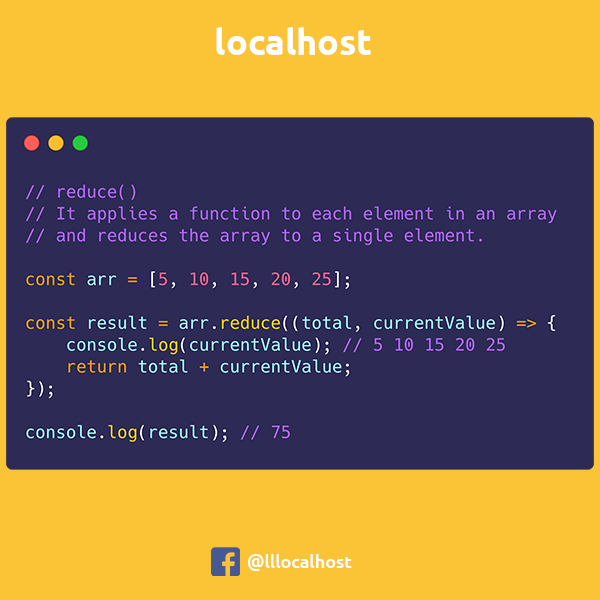 localhost
// reduce()
// It applies a function to each element in an array
// and reduces the array to a single element.
const arr = [5, 10, 15, 20, 25];
const result = arr.reduce((total, currentValue) => {
    console.log(currentValue); // 5 10 15 20 25
    return total + currentValue;
});
console.log(result); // 75
@lllocalhost